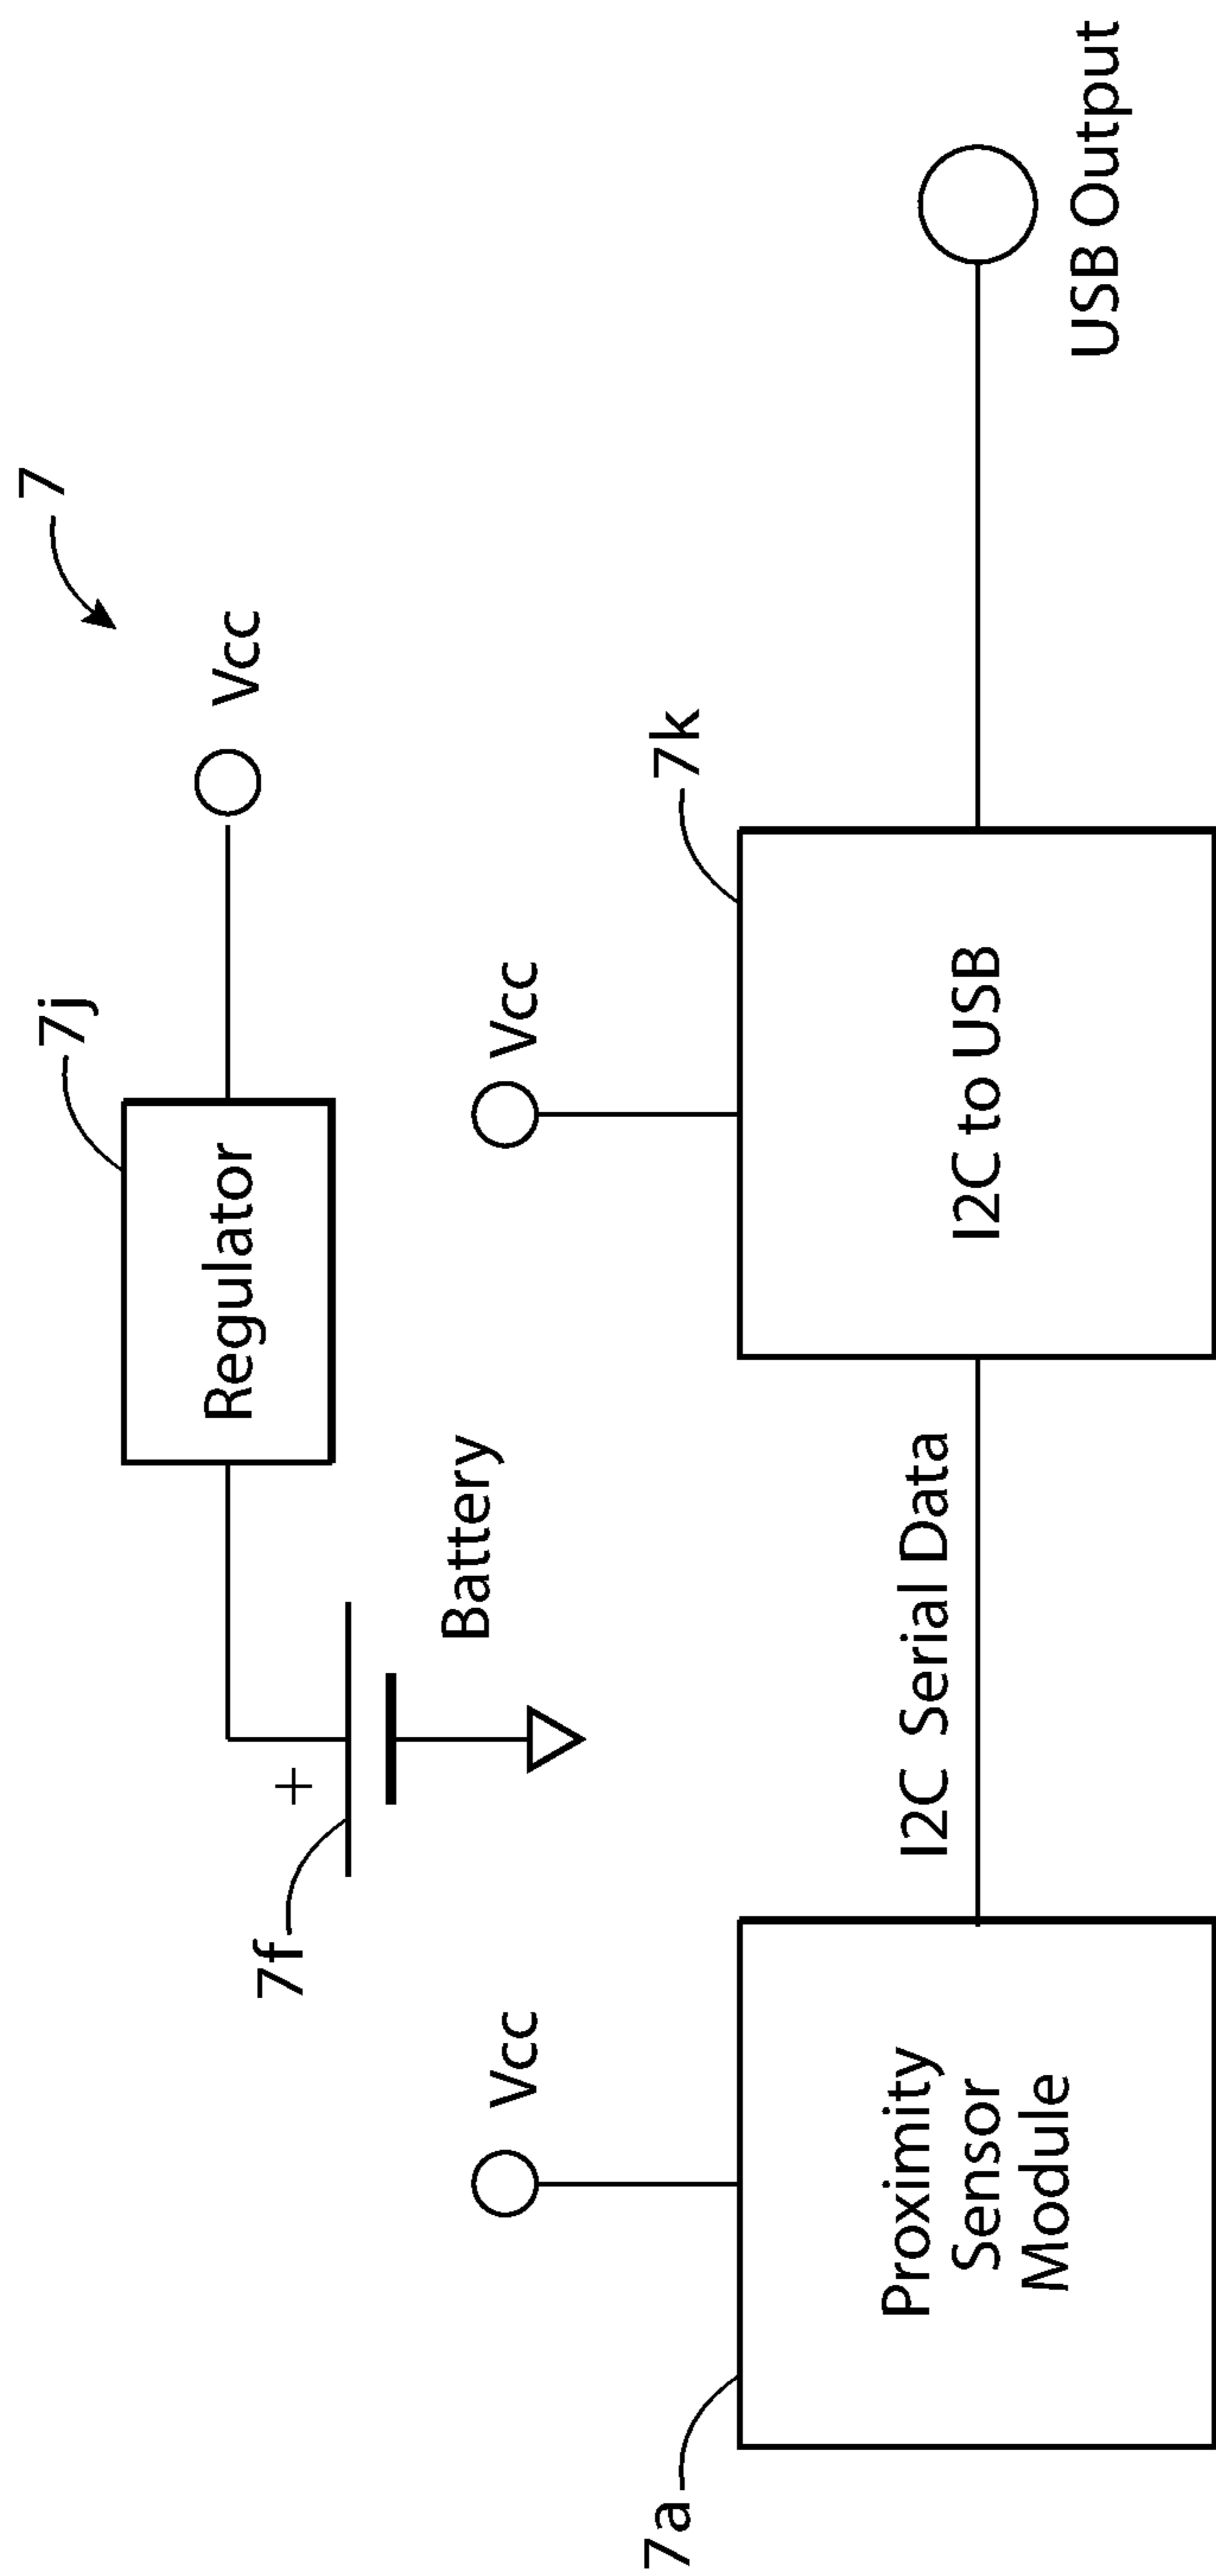 7
7j
Regulator
Vcc
7f
+
Battery
Vcc
Vcc
7k
7a
Proximity
Sensor
Module
I2C Serial Data
I2C to USB
USB Output